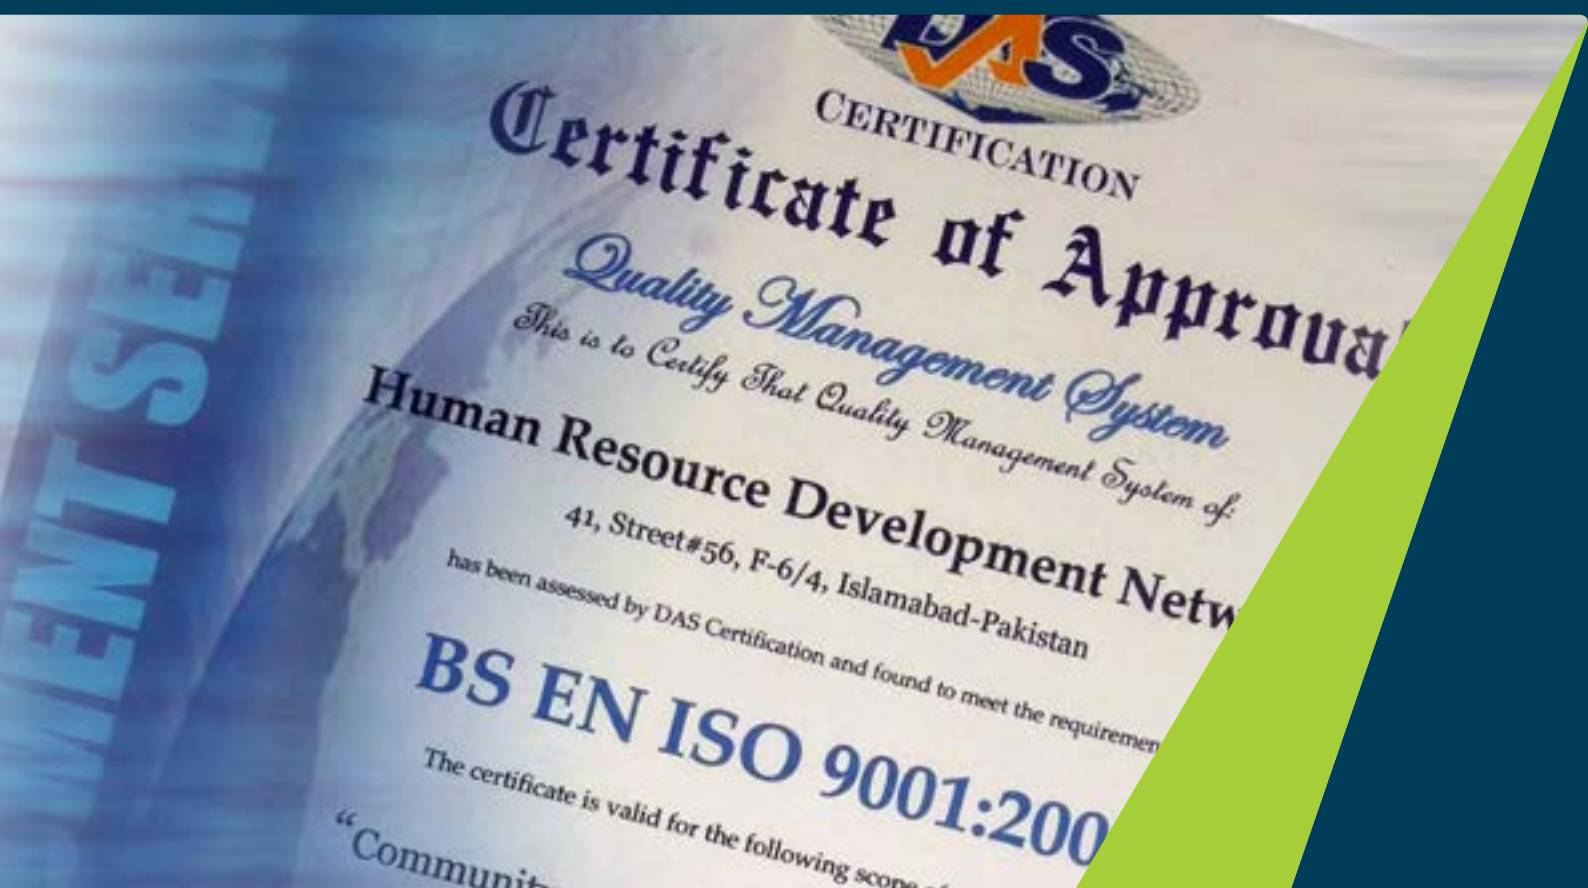 DAS
CERTIFICATION
Certificate of Approval
Quality Management System
This is to Certify That Quality Management System of:
Human Resource Development Netw
41, Street#56, F-6/4, Islamabad-Pakistan
has been assessed by DAS Certification and found to meet the requiremen
BS EN ISO 9001:200
The certificate is valid for the following scope
"Communit
MENT SE